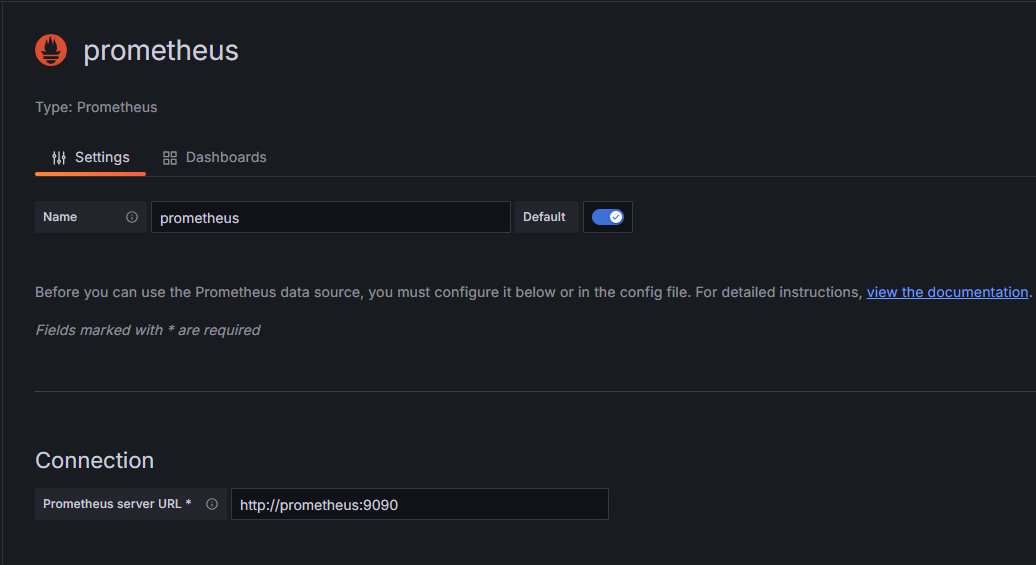 prometheus
Type: Prometheus
Settings Dashboards
Name prometheus Default
Before you can use the Prometheus data source, you must configure it below or in the config file. For detailed instructions, view the documentation.
Fields marked with * are required
Connection
Prometheus server URL * http://prometheus:9090